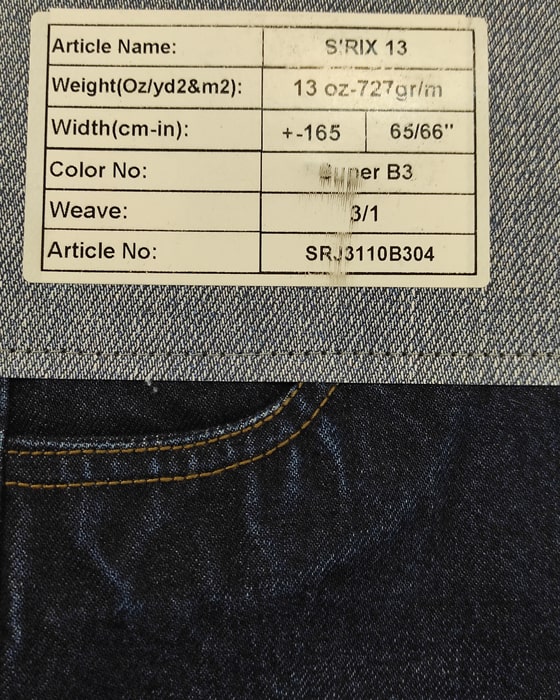 Article Name: S'RIX 13
Weight(Oz/yd2&m2): 13 oz-727gr/m
Width(cm-in): +-165 65/66"
Color No: Super B3
Weave: 3/1
Article No: SRJ3110B304